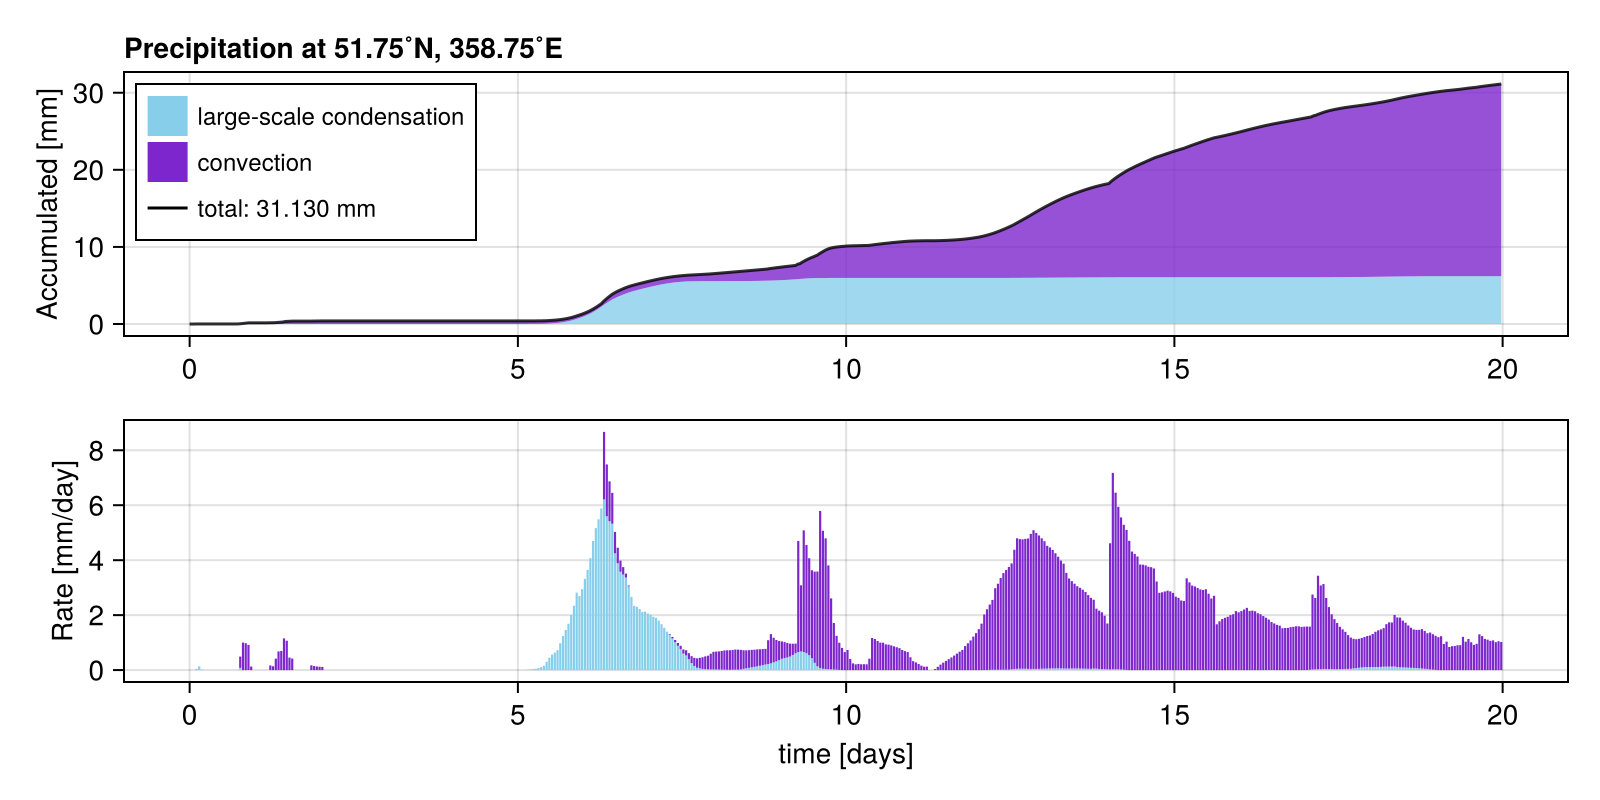 Precipitation at 51.75˚N, 358.75˚E
Accumulated [mm]
30
20
10
0
large-scale condensation
convection
total: 31.130 mm
0 5 10 15 20
Rate [mm/day]
8
6
4
2
0
0 5 10 15 20
time [days]